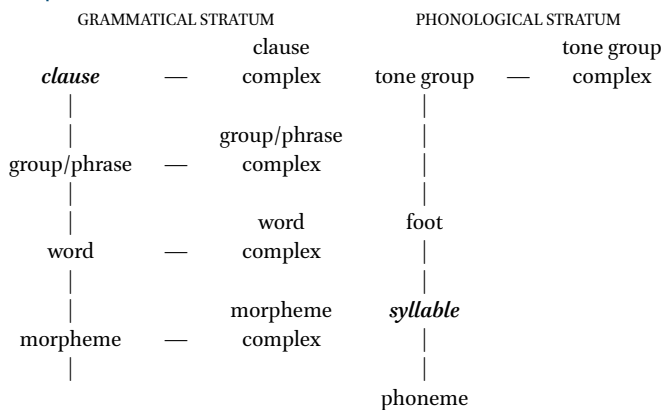 GRAMMATICAL STRATUM PHONOLOGICAL STRATUM
clause tone group
clause — complex tone group — complex
group/phrase
group/phrase — complex
word foot
word — complex
morpheme syllable
morpheme — complex
phoneme